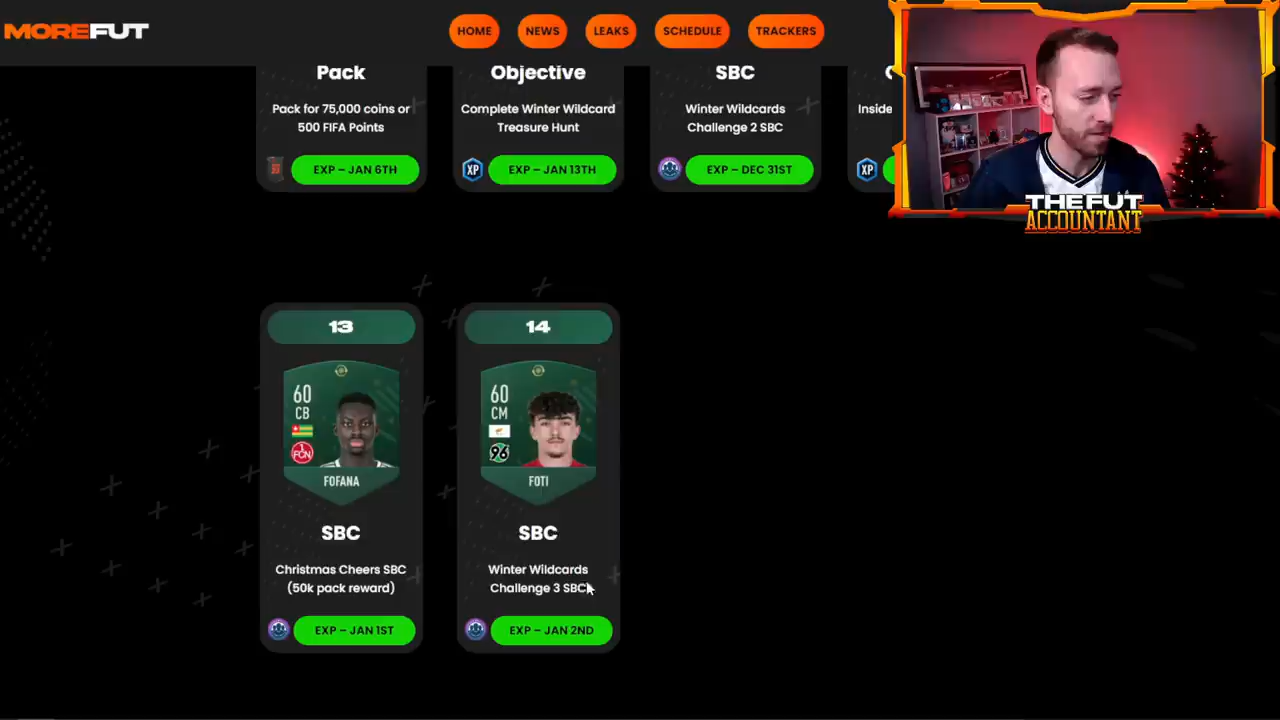 MOREFUT
HOME
NEWS
LEAKS
SCHEDULE
TRACKERS
Pack
Pack for 75,000 coins or
500 FIFA Points
EXP – JAN 6TH
Objective
Complete Winter Wildcard
Treasure Hunt
XP
EXP – JAN 13TH
SBC
Winter Wildcards
Challenge 2 SBC
EXP – DEC 31ST
Inside
XP
THE FUT
ACCOUNTANT
13
60
CB
FCN
FOFANA
SBC
Christmas Cheers SBC
(50k pack reward)
EXP – JAN 1ST
14
60
CM
96
FOTI
SBC
Winter Wildcards
Challenge 3 SBC
EXP – JAN 2ND